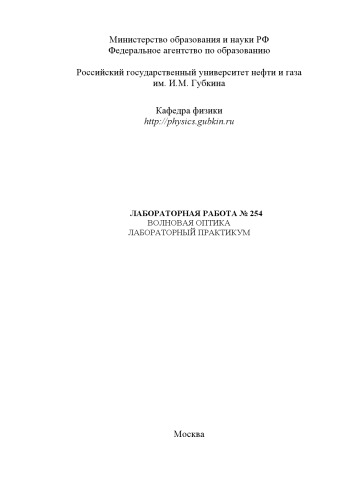 Министерство образования и науки РФ
Федеральное агентство по образованию
Российский государственный университет нефти и газа
им. И.М. Губкина
Кафедра физики
http://physics.gubkin.ru
ЛАБОРАТОРНАЯ РАБОТА № 254
ВОЛНОВАЯ ОПТИКА
ЛАБОРАТОРНЫЙ ПРАКТИКУМ
Москва